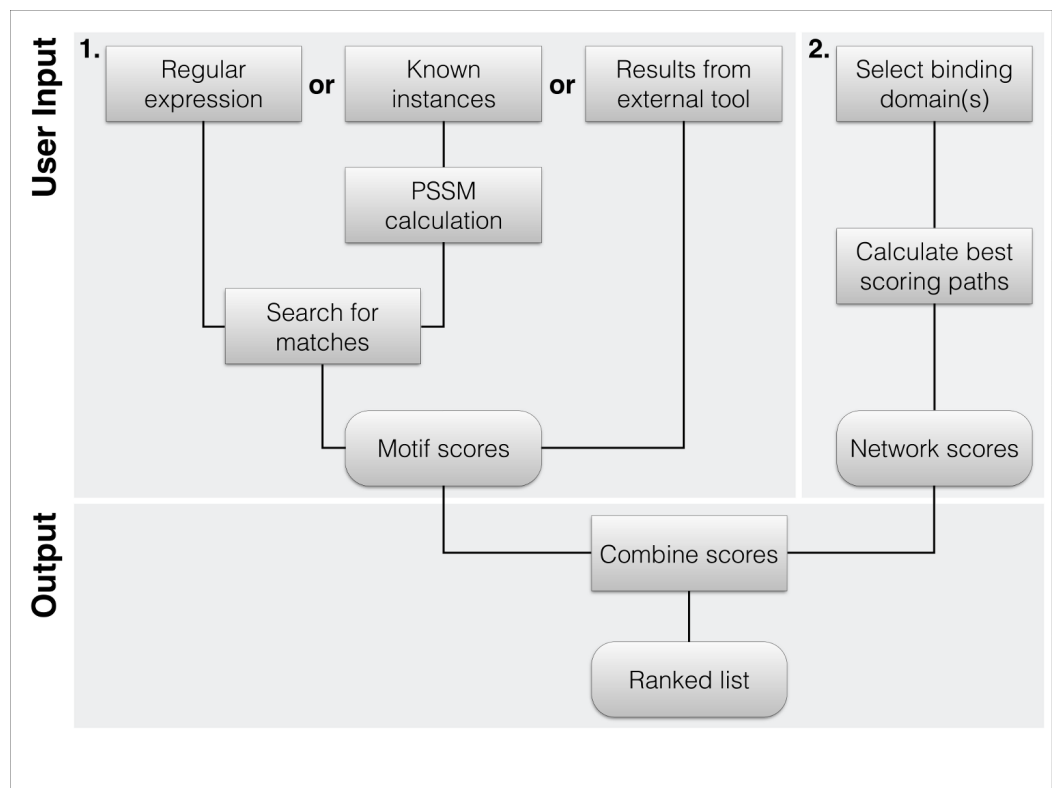 User Input
1.
Regular
expression
or
Known
instances
or
Results from
external tool
2.
Select binding
domain(s)
PSSM
calculation
Calculate best
scoring paths
Search for
matches
Motif scores
Network scores
Output
Combine scores
Ranked list